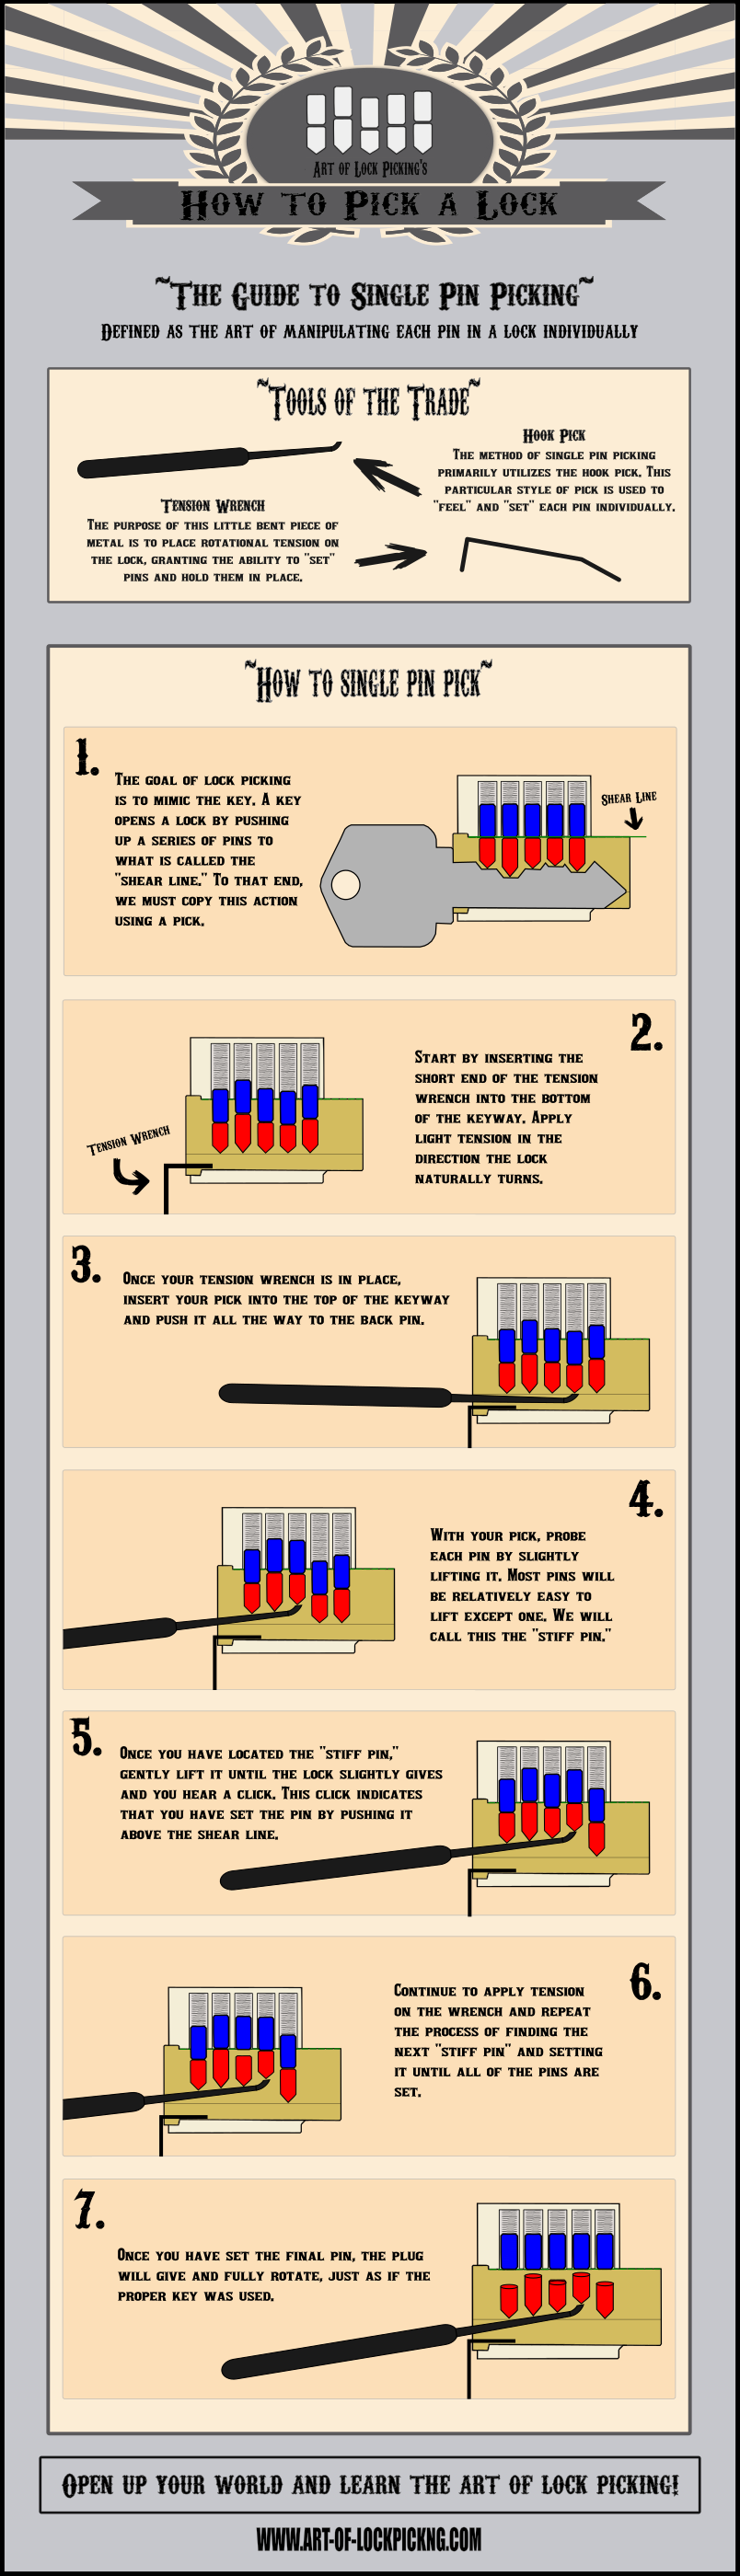 Art of Lock Picking's
How to Pick a Lock
~The Guide to Single Pin Picking~
Defined as the art of manipulating each pin in a lock individually
~Tools of the Trade~
Hook Pick
The method of single pin picking
primarily utilizes the hook pick. This
particular style of pick is used to
"feel" and "set" each pin individually.
Tension Wrench
The purpose of this little bent piece of
metal is to place rotational tension on
the lock, granting the ability to "set"
pins and hold them in place.
~How to single pin pick~
1.
The goal of lock picking
is to mimic the key. A key
opens a lock by pushing
up a series of pins to
what is called the
"shear line." To that end,
we must copy this action
using a pick.
Shear Line
2.
Start by inserting the
short end of the tension
wrench into the bottom
of the keyway. Apply
light tension in the
direction the lock
naturally turns.
Tension Wrench
3.
Once your tension wrench is in place,
insert your pick into the top of the keyway
and push it all the way to the back pin.
4.
With your pick, probe
each pin by slightly
lifting it. Most pins will
be relatively easy to
lift except one. We will
call this the "stiff pin."
5.
Once you have located the "stiff pin,"
gently lift it until the lock slightly gives
and you hear a click. This click indicates
that you have set the pin by pushing it
above the shear line.
6.
Continue to apply tension
on the wrench and repeat
the process of finding the
next "stiff pin" and setting
it until all of the pins are
set.
7.
Once you have set the final pin, the plug
will give and fully rotate, just as if the
proper key was used.
Open up your world and learn the art of lock picking!
WWW.ART-OF-LOCKPICKNG.COM